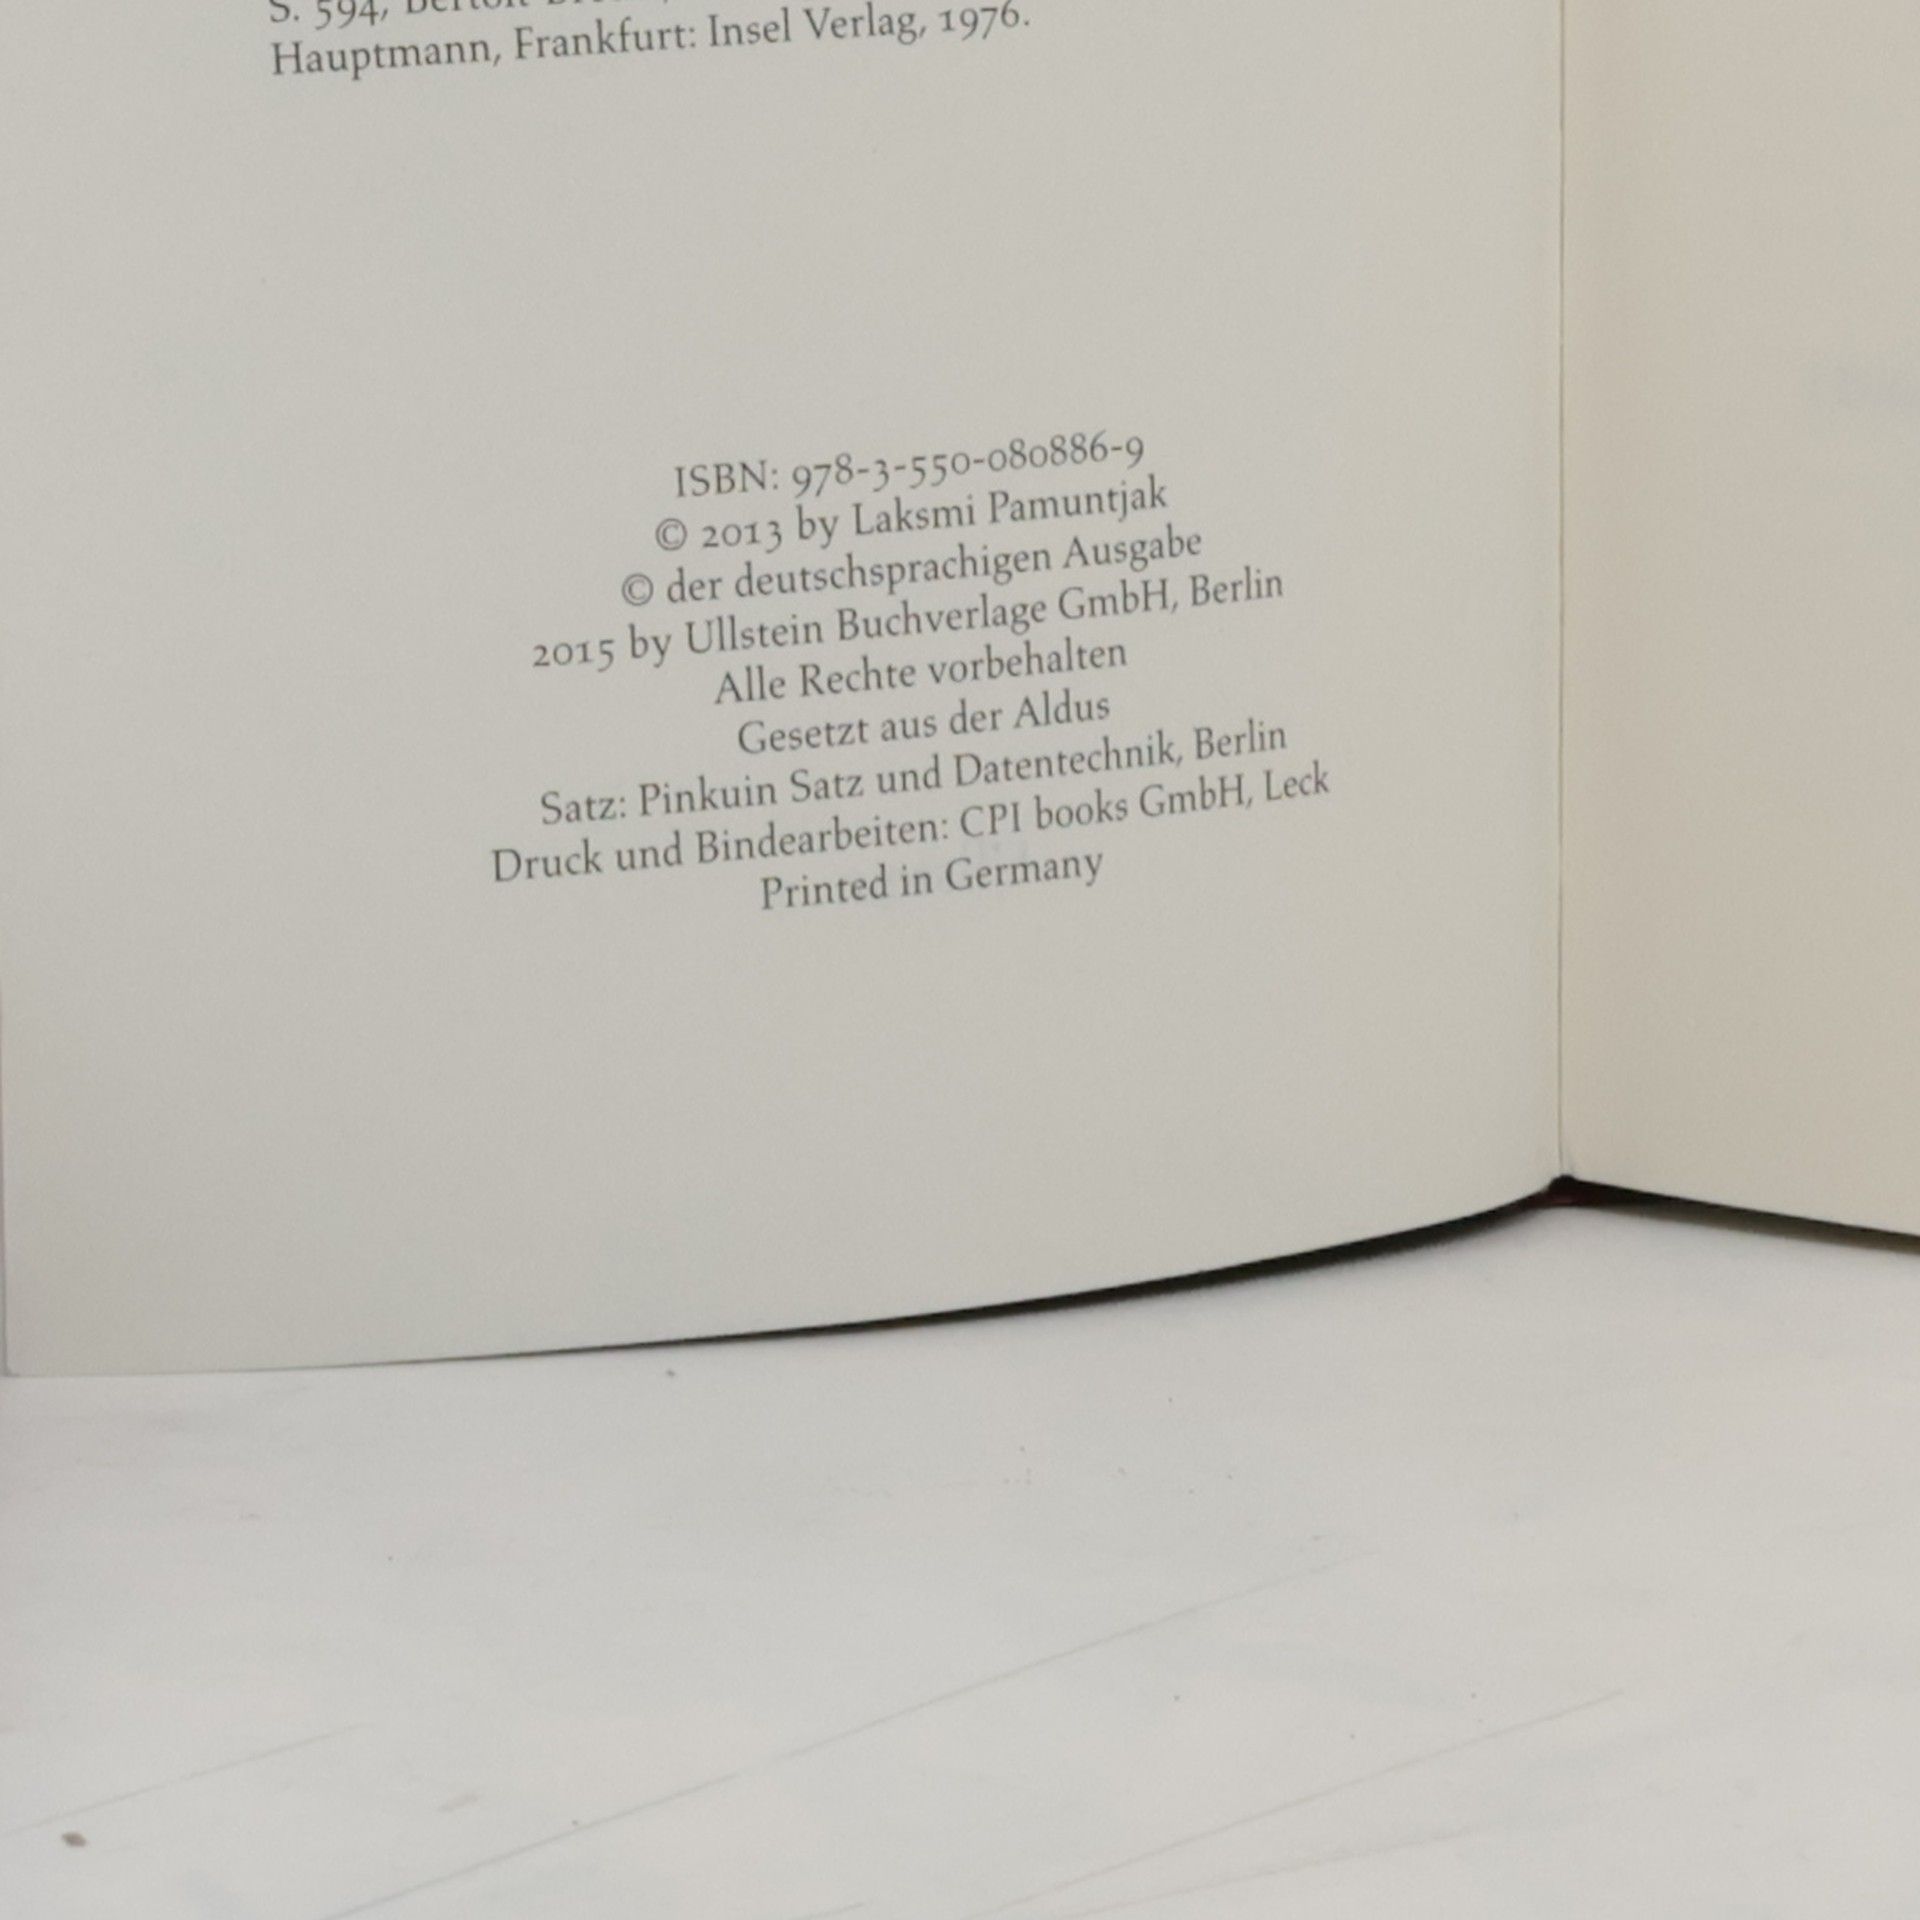 S. 594,
Hauptmann, Frankfurt: Insel Verlag, 1976.
ISBN: 978-3-550-080886-9
© 2013 by Laksmi Pamuntjak
© der deutschsprachigen Ausgabe
2015 by Ullstein Buchverlage GmbH, Berlin
Alle Rechte vorbehalten
Gesetzt aus der Aldus
Satz: Pinkuin Satz und Datentechnik, Berlin
Druck und Bindearbeiten: CPI books GmbH, Leck
Printed in Germany